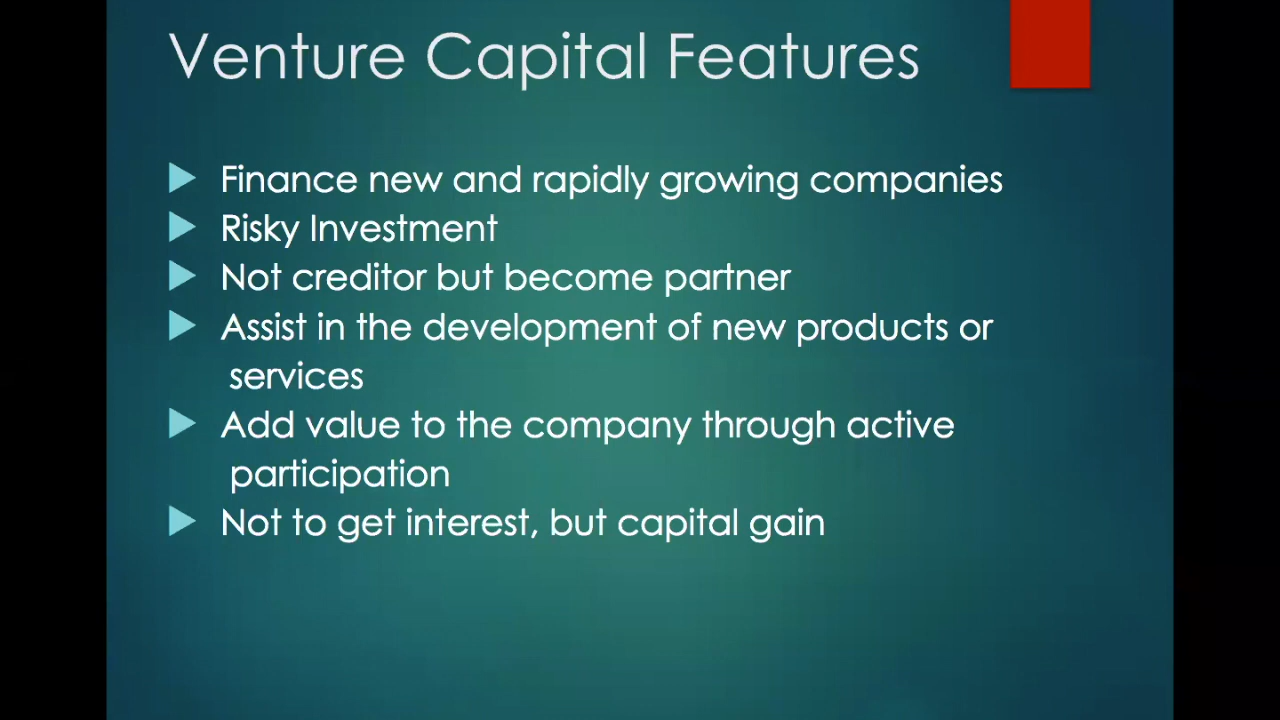 Venture Capital Features
Finance new and rapidly growing companies
Risky Investment
Not creditor but become partner
Assist in the development of new products or
services
Add value to the company through active
participation
Not to get interest, but capital gain